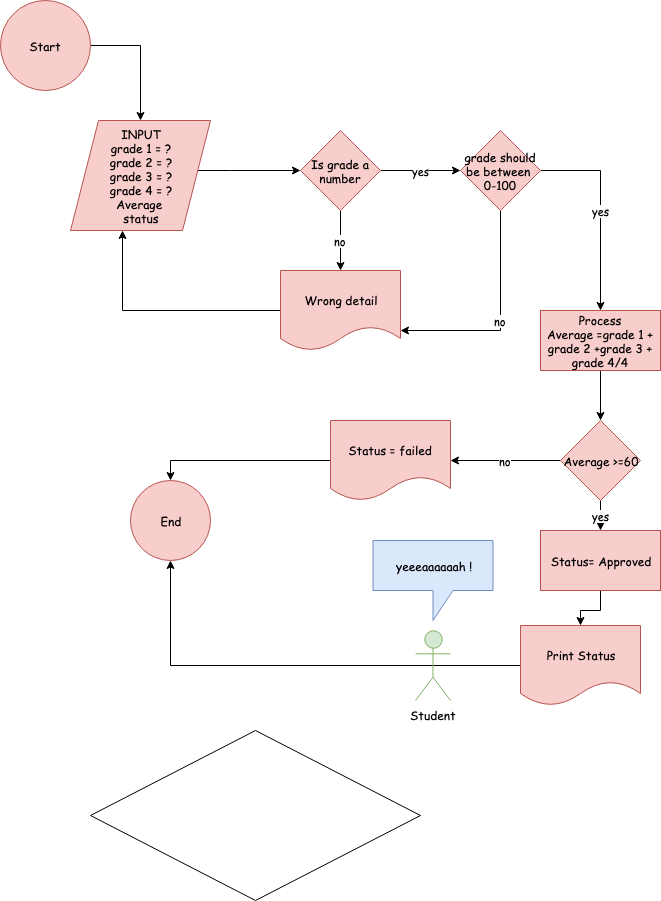 Start
INPUT
grade 1 = ?
grade 2 = ?
grade 3 = ?
grade 4 = ?
Average
status
Is grade a
number
yes
grade should
be between
0-100
yes
no
Wrong detail
no
Process
Average =grade 1 +
grade 2 +grade 3 +
grade 4/4
Average >=60
no
Status = failed
End
yes
Status= Approved
yeeeaaaaaah !
Print Status
Student